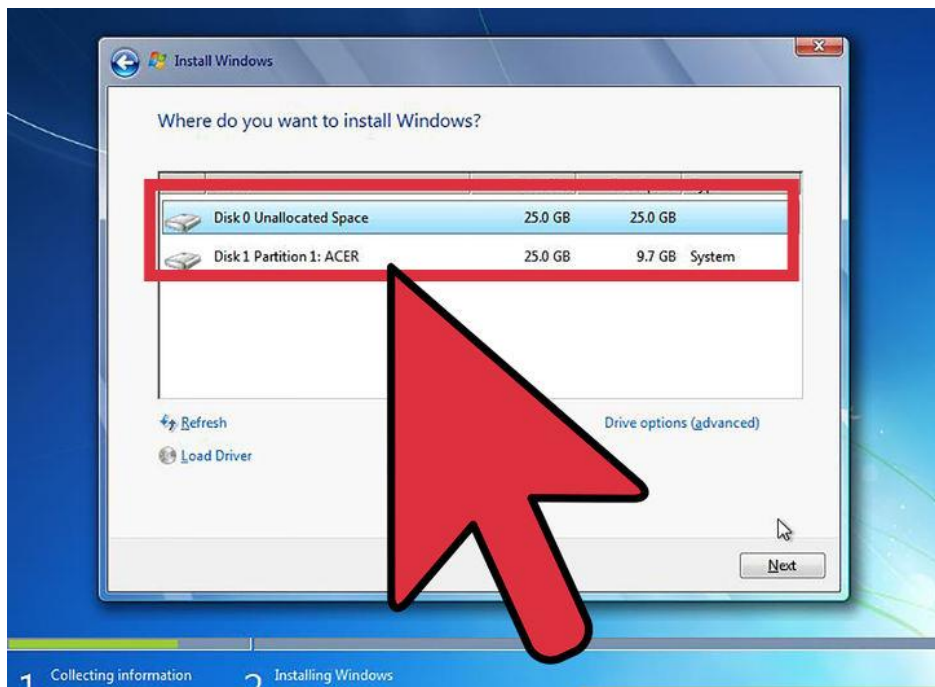 Install Windows
Where do you want to install Windows?
Disk 0 Unallocated Space 25.0 GB 25.0 GB
Disk 1 Partition 1: ACER 25.0 GB 9.7 GB System
Refresh Drive options (advanced)
Load Driver
Next
1 Collecting information 2 Installing Windows